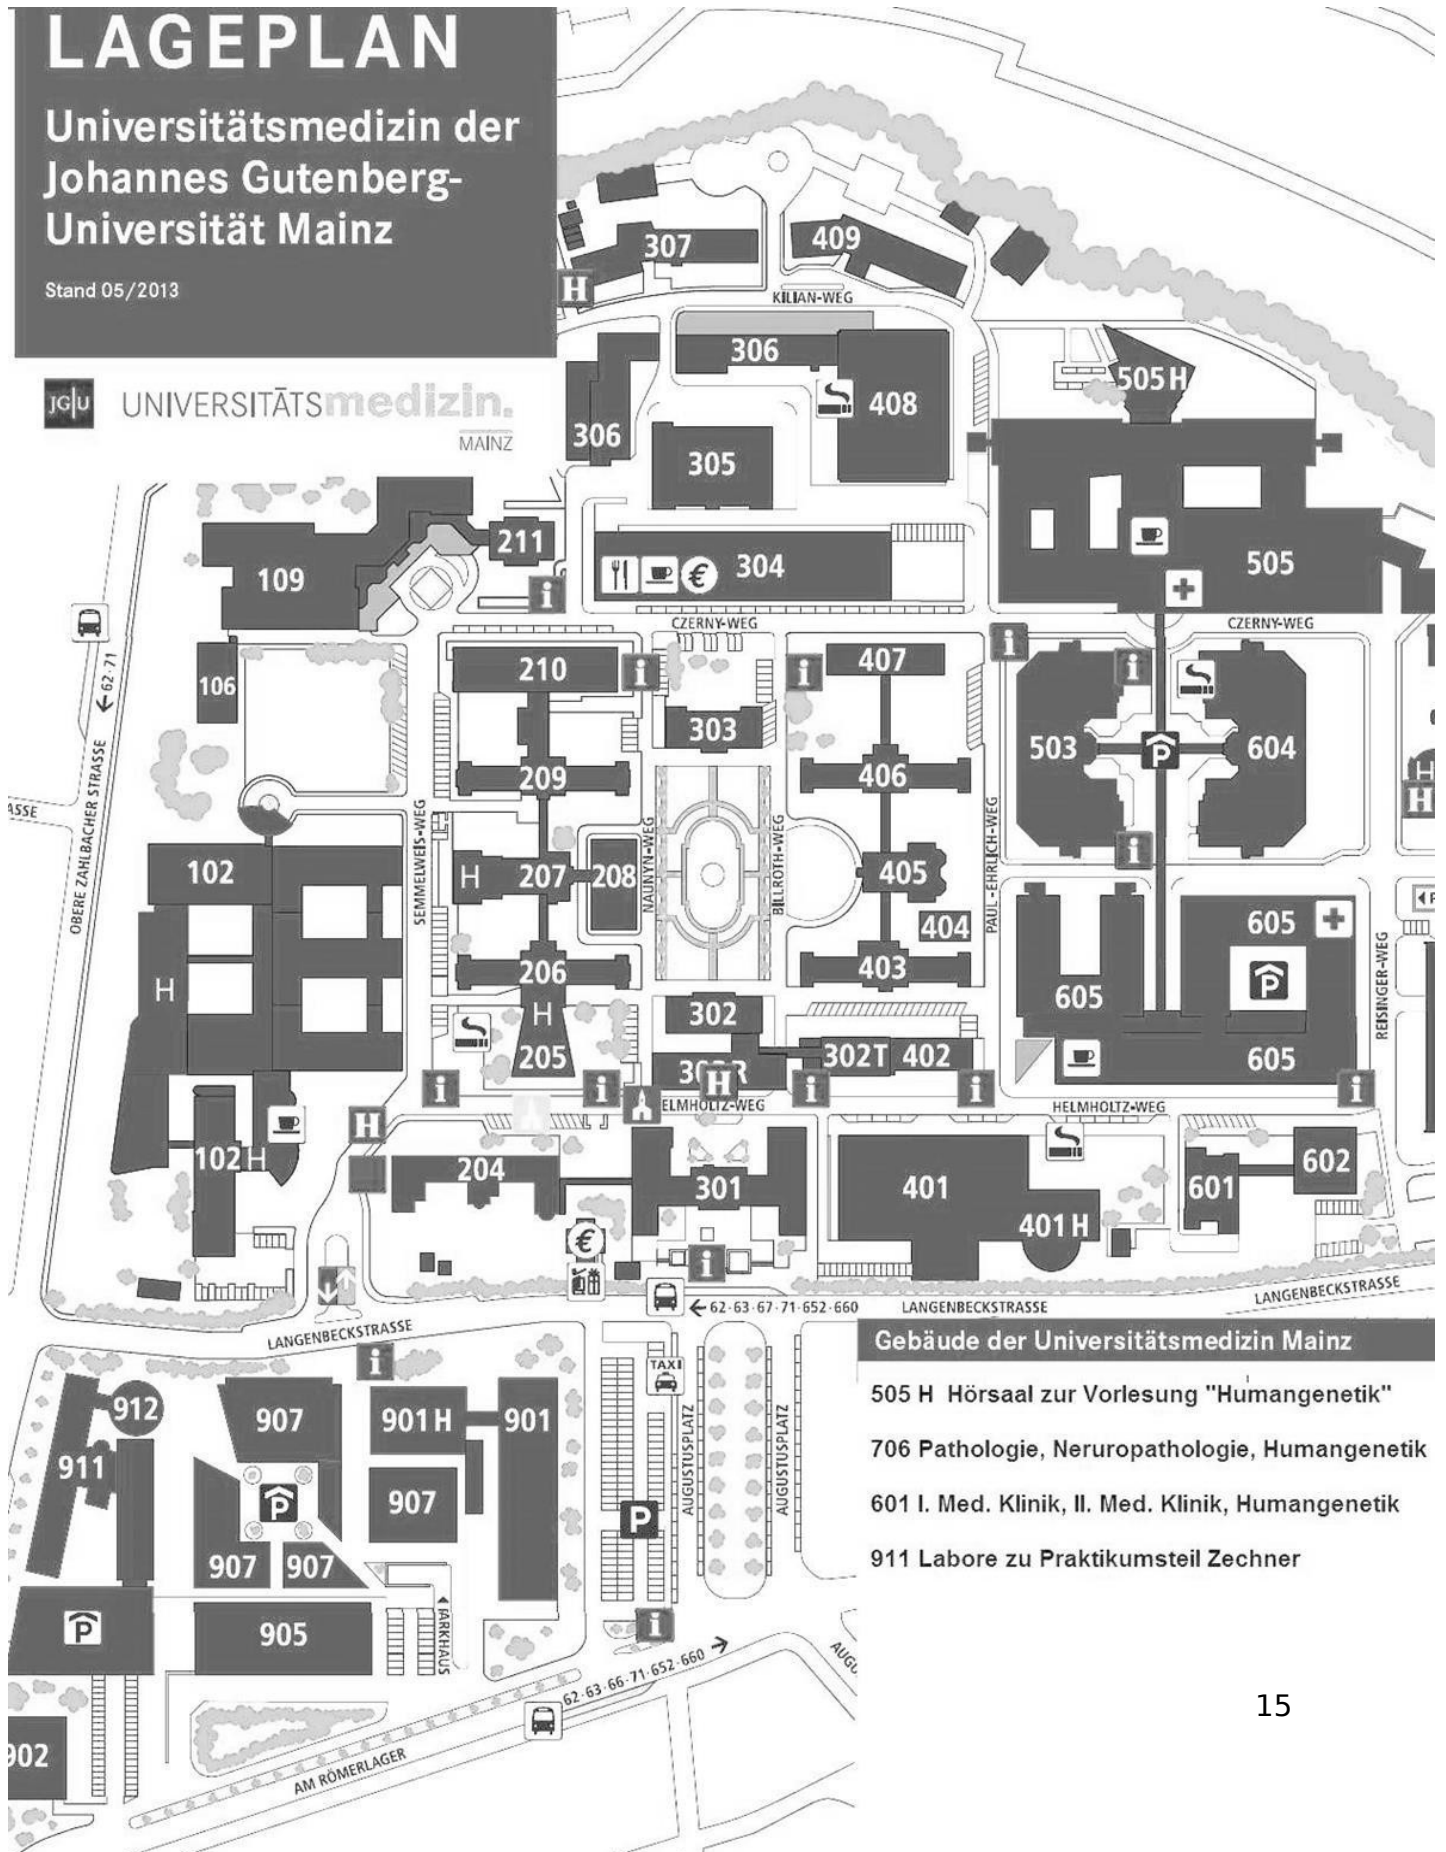 LAGEPLAN
Universitätsmedizin der
Johannes Gutenberg-
Universität Mainz
Stand 05/2013
JG|U
UNIVERSITĀTSmedizin.
MAINZ
307
409
H
KILIAN-WEG
306
505 H
408
306
305
211
304
€
505
109
i
CZERNY-WEG
CZERNY-WEG
i
62·71
210
i
i
407
i
106
303
503
P
604
209
406
H
H
OBERE ZAHLBACHER STRASSE
SEMMELWEIS-WEG
NAUNYN-WEG
BILLROTH-WEG
PAUL-EHRLICH-WEG
REISINGER-WEG
ASSE
i
102
H
207
208
405
404
605
P
206
403
H
H
302
605
205
302T
402
605
i
i
H
i
i
i
ELMHOLTZ-WEG
HELMHOLTZ-WEG
H
102
H
204
301
401
401 H
601
602
€
i
62·63·67·71·652·660
LANGENBECKSTRASSE
LANGENBECKSTRASSE
LANGENBECKSTRASSE
i
TAXI
Gebäude der Universitätsmedizin Mainz
505 H Hörsaal zur Vorlesung "Humangenetik"
706 Pathologie, Neruropathologie, Humangenetik
601 I. Med. Klinik, II. Med. Klinik, Humangenetik
911 Labore zu Praktikumsteil Zechner
912
907
901 H
901
911
907
P
P
AUGUSTUSPLATZ
AUGUSTUSPLATZ
907
907
P
905
PARKHAUS
i
62·63·66·71·652·660
902
AM RÖMERLAGER
15